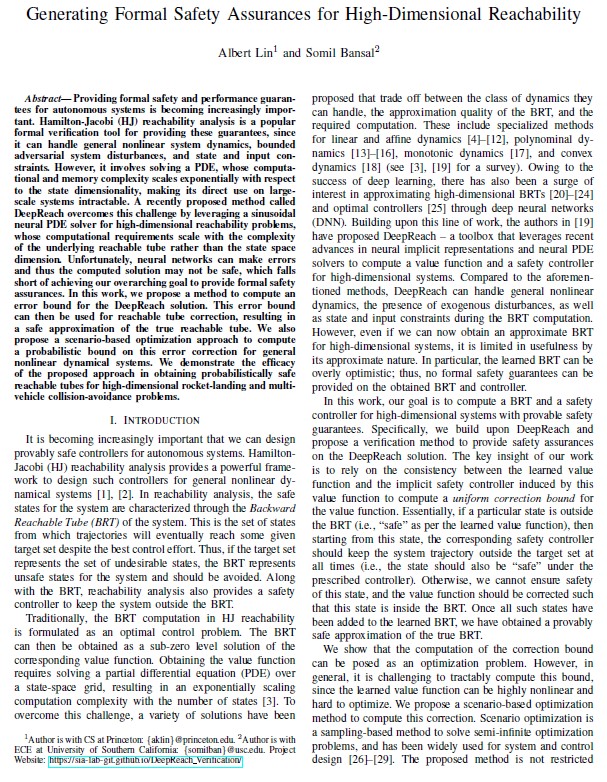 Generating Formal Safety Assurances for High-Dimensional Reachability
Albert Lin1 and Somil Bansal2
Abstract— Providing formal safety and performance guaran-
tees for autonomous systems is becoming increasingly impor-
tant. Hamilton-Jacobi (HJ) reachability analysis is a popular
formal verification tool for providing these guarantees, since
it can handle general nonlinear system dynamics, bounded
adversarial system disturbances, and state and input con-
straints. However, it involves solving a PDE, whose computa-
tional and memory complexity scales exponentially with respect
to the state dimensionality, making its direct use on large-
scale systems intractable. A recently proposed method called
DeepReach overcomes this challenge by leveraging a sinusoidal
neural PDE solver for high-dimensional reachability problems,
whose computational requirements scale with the complexity
of the underlying reachable tube rather than the state space
dimension. Unfortunately, neural networks can make errors
and thus the computed solution may not be safe, which falls
short of achieving our overarching goal to provide formal safety
assurances. In this work, we propose a method to compute an
error bound for the DeepReach solution. This error bound
can then be used for reachable tube correction, resulting in
a safe approximation of the true reachable tube. We also
propose a scenario-based optimization approach to compute
a probabilistic bound on this error correction for general
nonlinear dynamical systems. We demonstrate the efficacy
of the proposed approach in obtaining probabilistically safe
reachable tubes for high-dimensional rocket-landing and multi-
vehicle collision-avoidance problems.
I. INTRODUCTION
It is becoming increasingly important that we can design
provably safe controllers for autonomous systems. Hamilton-
Jacobi (HJ) reachability analysis provides a powerful frame-
work to design such controllers for general nonlinear dy-
namical systems [1], [2]. In reachability analysis, the safe
states for the system are characterized through the Backward
Reachable Tube (BRT) of the system. This is the set of states
from which trajectories will eventually reach some given
target set despite the best control effort. Thus, if the target set
represents the set of undesirable states, the BRT represents
unsafe states for the system and should be avoided. Along
with the BRT, reachability analysis also provides a safety
controller to keep the system outside the BRT.
Traditionally, the BRT computation in HJ reachability
is formulated as an optimal control problem. The BRT
can then be obtained as a sub-zero level solution of the
corresponding value function. Obtaining the value function
requires solving a partial differential equation (PDE) over
a state-space grid, resulting in an exponentially scaling
computation complexity with the number of states [3]. To
overcome this challenge, a variety of solutions have been
1Author is with CS at Princeton: {aklin}@princeton.edu. 2Author is with
ECE at University of Southern California: {somilban}@usc.edu. Project
Website: https://sia-lab-git.github.io/DeepReach_Verification/
proposed that trade off between the class of dynamics they
can handle, the approximation quality of the BRT, and the
required computation. These include specialized methods
for linear and affine dynamics [4]–[12], polynomial dy-
namics [13]–[16], monotonic dynamics [17], and convex
dynamics [18] (see [3], [19] for a survey). Owing to the
success of deep learning, there has also been a surge of
interest in approximating high-dimensional BRTs [20]–[24]
and optimal controllers [25] through deep neural networks
(DNN). Building upon this line of work, the authors in [19]
have proposed DeepReach – a toolbox that leverages recent
advances in neural implicit representations and neural PDE
solvers to compute a value function and a safety controller
for high-dimensional systems. Compared to the aforemen-
tioned methods, DeepReach can handle general nonlinear
dynamics, the presence of exogenous disturbances, as well
as state and input constraints during the BRT computation.
However, even if we can now obtain an approximate BRT
for high-dimensional systems, it is limited in usefulness by
its approximate nature. In particular, the learned BRT can be
overly optimistic; thus, no formal safety guarantees can be
provided on the obtained BRT and controller.
In this work, our goal is to compute a BRT and a safety
controller for high-dimensional systems with provable safety
guarantees. Specifically, we build upon DeepReach and
propose a verification method to provide safety assurances
on the DeepReach solution. The key insight of our work
is to rely on the consistency between the learned value
function and the implicit safety controller induced by this
value function to compute a uniform correction bound for
the value function. Essentially, if a particular state is outside
the BRT (i.e., “safe” as per the learned value function), then
starting from this state, the corresponding safety controller
should keep the system trajectory outside the target set at
all times (i.e., the state should also be “safe” under the
prescribed controller). Otherwise, we cannot ensure safety
of this state, and the value function should be corrected such
that this state is inside the BRT. Once all such states have
been added to the learned BRT, we have obtained a provably
safe approximation of the true BRT.
We show that the computation of the correction bound
can be posed as an optimization problem. However, in
general, it is challenging to tractably compute this bound,
since the learned value function can be highly nonlinear and
hard to optimize. We propose a scenario-based optimization
method to compute this correction. Scenario optimization is
a sampling-based method to solve semi-infinite optimization
problems, and has been widely used for system and control
design [26]–[29]. The proposed method is not restricted